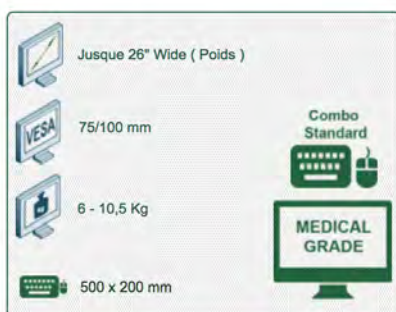 Jusque 26" Wide ( Poids )
VESA
75/100 mm
KG
6 - 10,5 Kg
500 x 200 mm
Combo
Standard
MEDICAL
GRADE